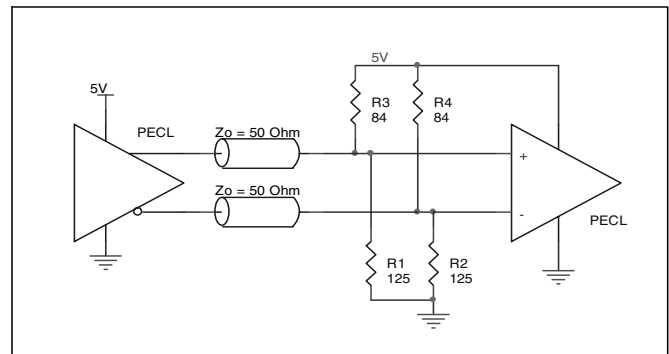 5V
5V
PECL
R3
84
R4
84
Zo = 50 Ohm
+
Zo = 50 Ohm
-
PECL
R1
125
R2
125